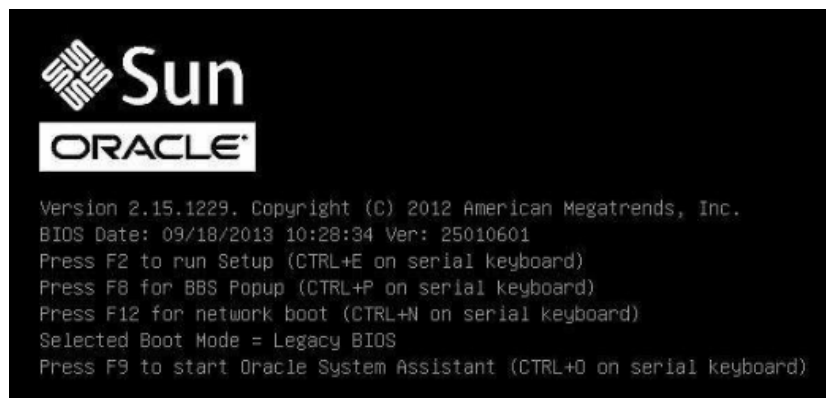 Sun
ORACLE
Version 2.15.1229. Copyright (C) 2012 American Megatrends, Inc.
BIOS Date: 09/18/2013 10:28:34 Ver: 25010601
Press F2 to run Setup (CTRL+E on serial keyboard)
Press F8 for BBS Popup (CTRL+P on serial keyboard)
Press F12 for network boot (CTRL+N on serial keyboard)
Selected Boot Mode = Legacy BIOS
Press F9 to start Oracle System Assistant (CTRL+O on serial keyboard)